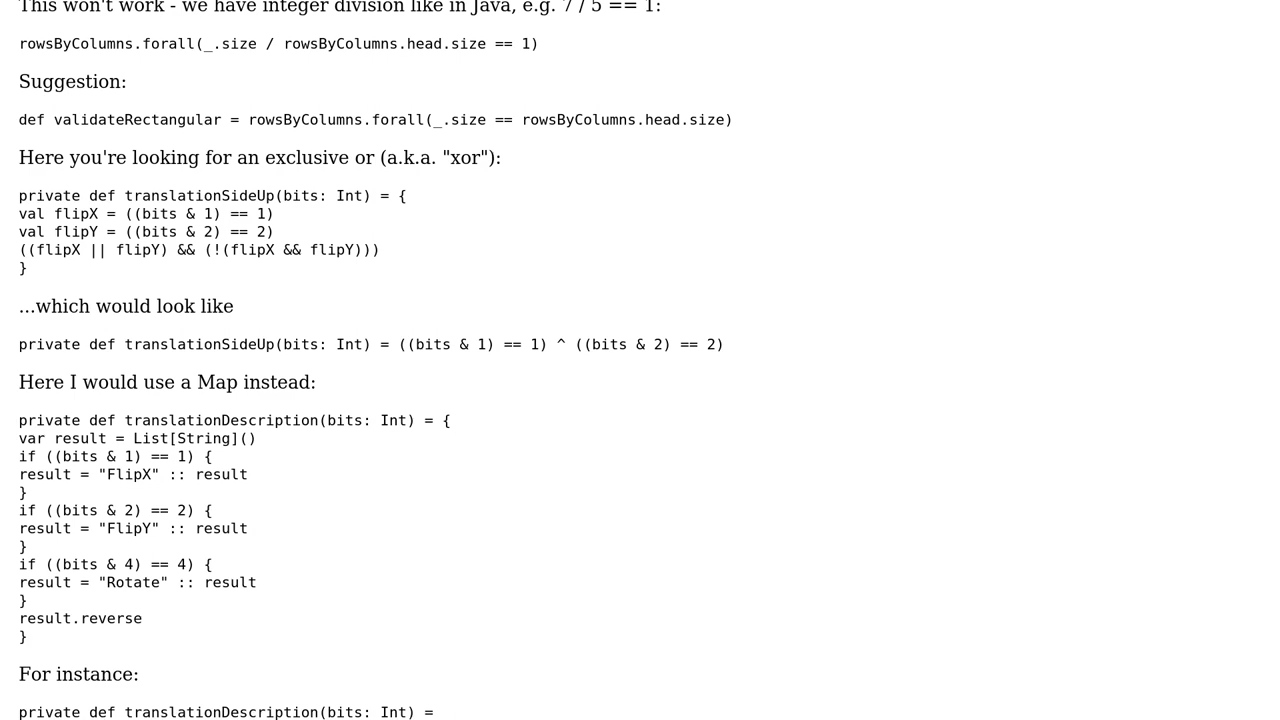 This won't work - we have integer division like in Java, e.g. 7 / 5 == 1:
rowsByColumns.forall(_.size / rowsByColumns.head.size == 1)
Suggestion:
def validateRectangular = rowsByColumns.forall(_.size == rowsByColumns.head.size)
Here you're looking for an exclusive or (a.k.a. "xor"):
private def translationSideUp(bits: Int) = {
val flipX = ((bits & 1) == 1)
val flipY = ((bits & 2) == 2)
((flipX || flipY) && (!(flipX && flipY)))
}
...which would look like
private def translationSideUp(bits: Int) = ((bits & 1) == 1) ^ ((bits & 2) == 2)
Here I would use a Map instead:
private def translationDescription(bits: Int) = {
var result = List[String]()
if ((bits & 1) == 1) {
result = "FlipX" :: result
}
if ((bits & 2) == 2) {
result = "FlipY" :: result
}
if ((bits & 4) == 4) {
result = "Rotate" :: result
}
result.reverse
}
For instance:
private def translationDescription(bits: Int) =